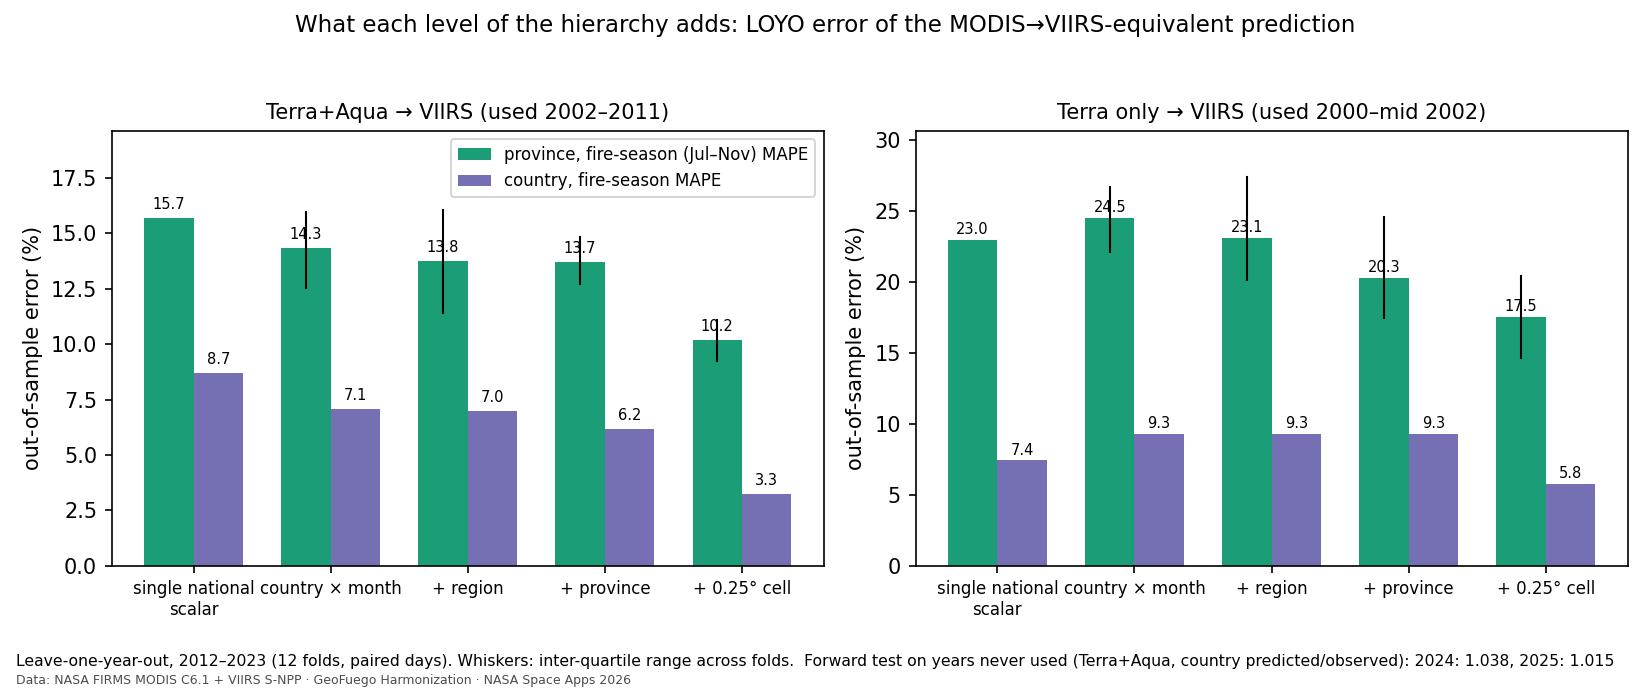 What each level of the hierarchy adds: LOYO error of the MODIS→VIIRS-equivalent prediction
Terra+Aqua → VIIRS (used 2002–2011)
out-of-sample error (%)
17.5
15.0
12.5
10.0
7.5
5.0
2.5
0.0
province, fire-season (Jul–Nov) MAPE
country, fire-season MAPE
15.7
8.7
14.3
7.1
13.8
7.0
13.7
6.2
10.2
3.3
single national
scalar
country × month
+ region
+ province
+ 0.25° cell
Terra only → VIIRS (used 2000–mid 2002)
out-of-sample error (%)
30
25
20
15
10
5
0
23.0
7.4
24.5
9.3
23.1
9.3
20.3
9.3
17.5
5.8
single national
scalar
country × month
+ region
+ province
+ 0.25° cell
Leave-one-year-out, 2012–2023 (12 folds, paired days). Whiskers: inter-quartile range across folds.  Forward test on years never used (Terra+Aqua, country predicted/observed): 2024: 1.038, 2025: 1.015
Data: NASA FIRMS MODIS C6.1 + VIIRS S-NPP · GeoFuego Harmonization · NASA Space Apps 2026